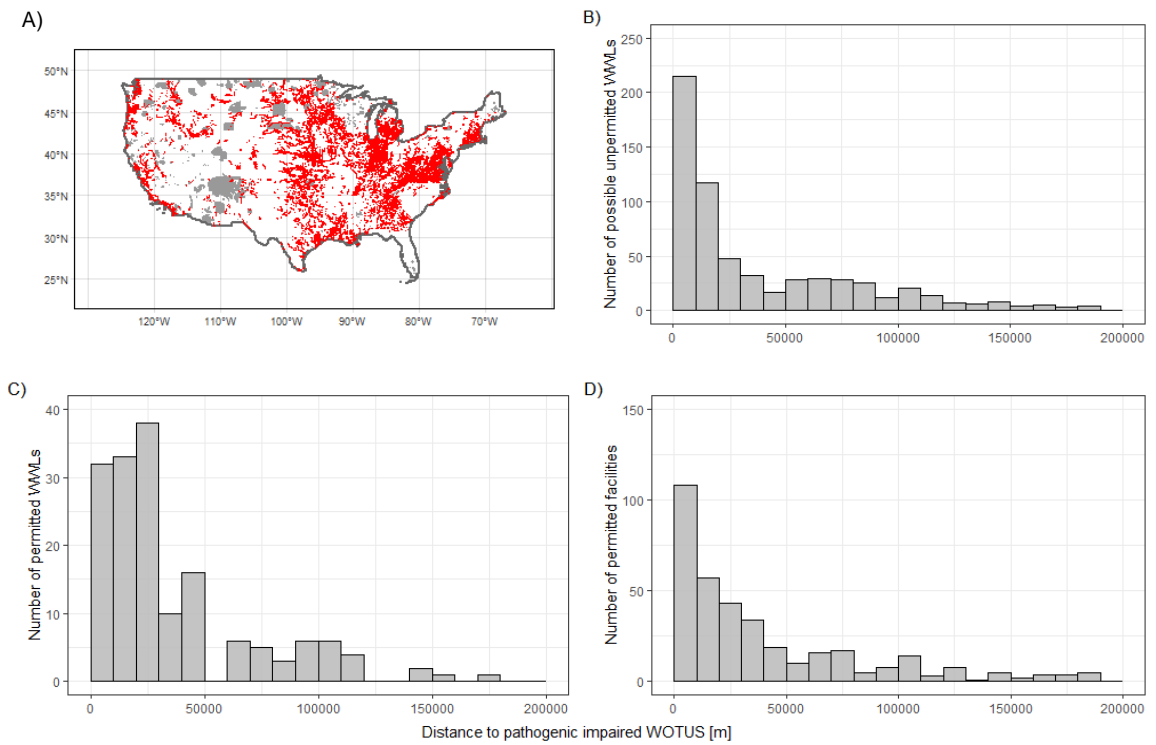 A)
50°N
45°N
40°N
35°N
30°N
25°N
120°W 110°W 100°W 90°W 80°W 70°W
B)
Number of possible unpermitted WWLs
250
200
150
100
50
0
0 50000 100000 150000 200000
C)
Number of permitted WWLs
40
30
20
10
0
0 50000 100000 150000 200000
D)
Number of permitted facilities
150
100
50
0
0 50000 100000 150000 200000
Distance to pathogenic impaired WOTUS [m]